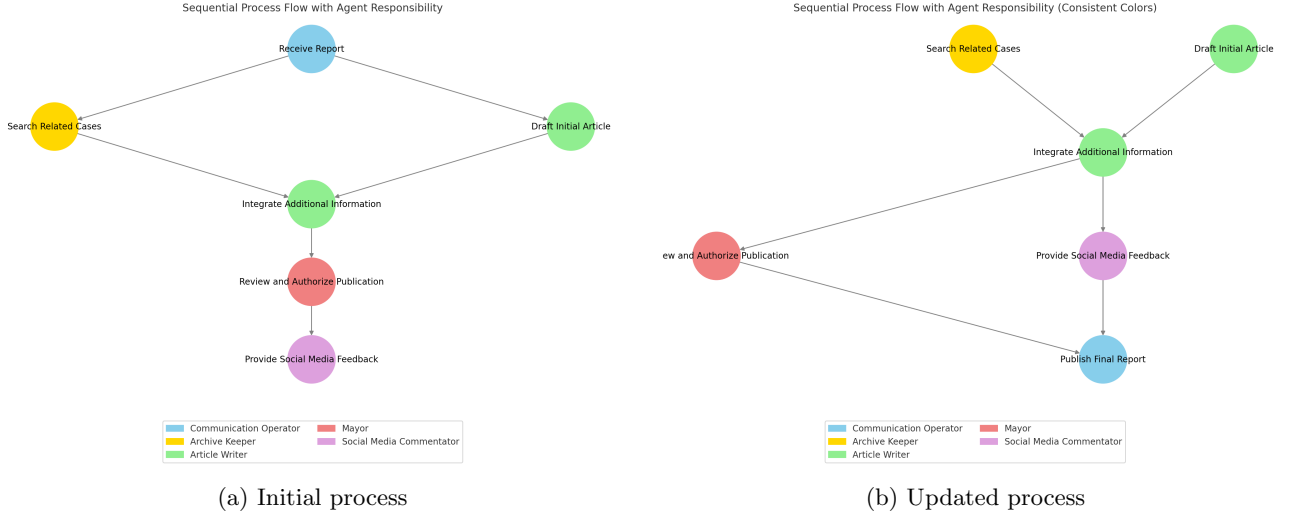 Sequential Process Flow with Agent Responsibility
Receive Report
Search Related Cases
Draft Initial Article
Integrate Additional Information
Review and Authorize Publication
Provide Social Media Feedback
Communication Operator
Archive Keeper
Article Writer
Mayor
Social Media Commentator
(a) Initial process
Sequential Process Flow with Agent Responsibility (Consistent Colors)
Search Related Cases
Draft Initial Article
Integrate Additional Information
ew and Authorize Publication
Provide Social Media Feedback
Publish Final Report
Communication Operator
Archive Keeper
Article Writer
Mayor
Social Media Commentator
(b) Updated process